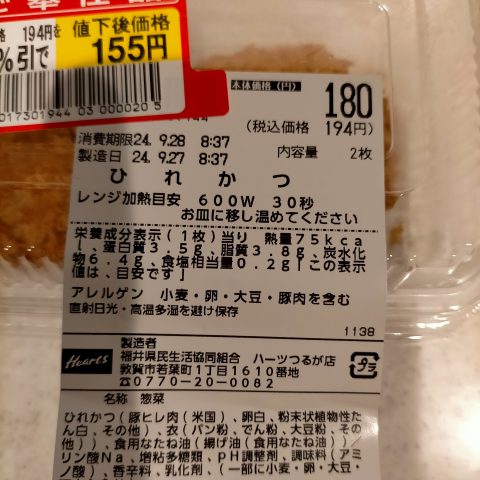 ご奉仕品
格 194円を 値下後価格
%引で 155円
017301944 03 000020 5
本体価格(円) 180
(税込価格 194円)
消費期限24. 9.28 8:37
製造日 24. 9.27 8:37 内容量 2枚
ひれかつ
レンジ加熱目安 600W 30秒
お皿に移し温めてください
栄養成分表示(1枚)当り 熱量75kca
l、蛋白質3.5g、脂質3.8g、炭水化
物6.4g、食塩相当量0.2g[この表示
値は、目安です]
アレルゲン 小麦・卵・大豆・豚肉を含む
直射日光・高温多湿を避け保存
1138
製造者
Hearts 福井県民生活協同組合 ハーツつるが店
敦賀市若葉町1丁目1610番地
☎0770-20-0082
プラ
名称 惣菜
ひれかつ(豚ヒレ肉(米国)、卵白、粉末状植物性た
ん白、その他)、衣(パン粉、でん粉、大豆粉、その
他))、食用なたね油(揚げ油(食用なたね油))/
リン酸Na、増粘多糖類、pH調整剤、調味料(アミ
ノ酸)、香辛料、乳化剤、(一部に小麦・卵・大豆・